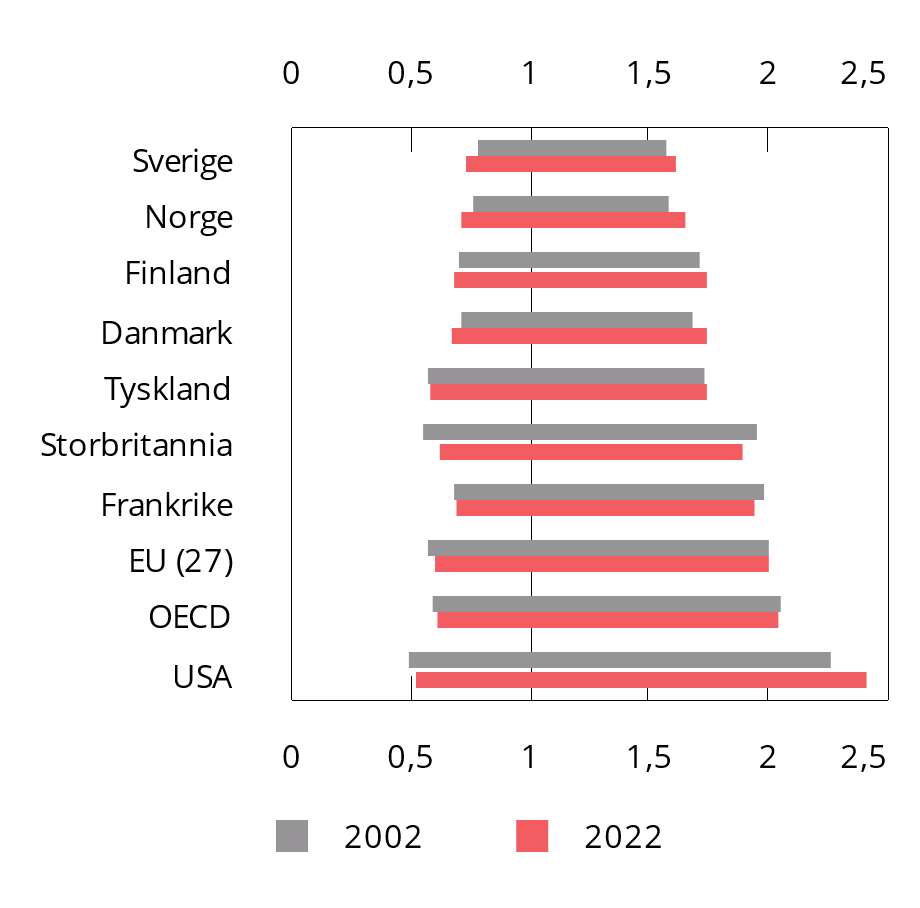 0 0,5 1 1,5 2 2,5
Sverige
Norge
Finland
Danmark
Tyskland
Storbritannia
Frankrike
EU (27)
OECD
USA
0 0,5 1 1,5 2 2,5
2002 2022